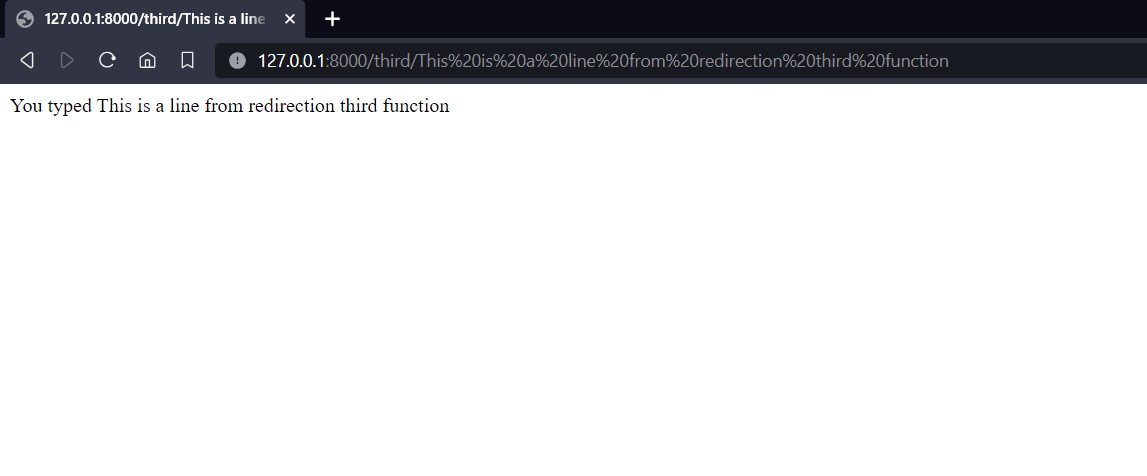 127.0.0.1:8000/third/This is a line
127.0.0.1:8000/third/This%20is%20a%20line%20from%20redirection%20third%20function
You typed This is a line from redirection third function